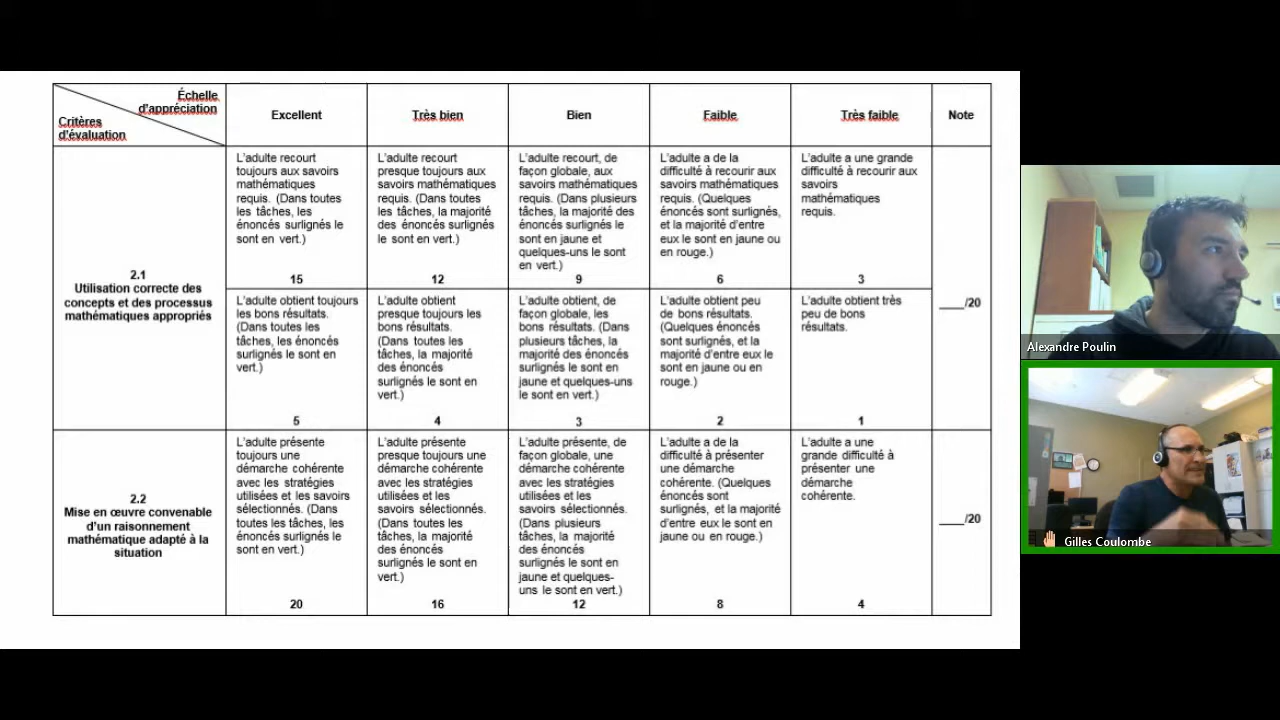 Échelle
d'appréciation
Critères
d'évaluation
Excellent
Très bien
Bien
Faible
Très faible
Note
2.1
Utilisation correcte des
concepts et des processus
mathématiques appropriés
L'adulte recourt
toujours aux savoirs
mathématiques
requis. (Dans toutes
les tâches, les
énoncés surlignés le
sont en vert.)
15
L'adulte recourt
presque toujours aux
savoirs mathématiques
requis. (Dans toutes
les tâches, la majorité
des énoncés surlignés
le sont en vert.)
12
L'adulte recourt, de
façon globale, aux
savoirs mathématiques
requis. (Dans plusieurs
tâches, la majorité des
énoncés surlignés le
sont en jaune et
quelques-uns le sont
en vert.)
9
L'adulte a de la
difficulté à recourir aux
savoirs mathématiques
requis. (Quelques
énoncés sont surlignés,
et la majorité d'entre
eux le sont en jaune ou
en rouge.)
6
L'adulte a une grande
difficulté à recourir aux
savoirs
mathématiques
requis.
3
____/20
L'adulte obtient toujours
les bons résultats.
(Dans toutes les
tâches, les énoncés
surlignés le sont en
vert.)
5
L'adulte obtient
presque toujours les
bons résultats.
(Dans toutes les
tâches, la majorité
des énoncés
surlignés le sont en
vert.)
4
L'adulte obtient, de
façon globale, les
bons résultats. (Dans
plusieurs tâches, la
majorité des énoncés
surlignés le sont en
jaune et quelques-uns
le sont en vert.)
3
L'adulte obtient peu
de bons résultats.
(Quelques énoncés
sont surlignés, et la
majorité d'entre eux le
sont en jaune ou en
rouge.)
2
L'adulte obtient très
peu de bons
résultats.
1
2.2
Mise en œuvre convenable
d'un raisonnement
mathématique adapté à la
situation
L'adulte présente
toujours une
démarche cohérente
avec les stratégies
utilisées et les savoirs
sélectionnés. (Dans
toutes les tâches, les
énoncés surlignés le
sont en vert.)
20
L'adulte présente
presque toujours une
démarche cohérente
avec les stratégies
utilisées et les
savoirs sélectionnés.
(Dans toutes les
tâches, la majorité
des énoncés
surlignés le sont en
vert.)
16
L'adulte présente, de
façon globale, une
démarche cohérente
avec les stratégies
utilisées et les
savoirs sélectionnés.
(Dans plusieurs
tâches, la majorité
des énoncés
surlignés le sont en
jaune et quelques-
uns le sont en vert.)
12
L'adulte a de la
difficulté à présenter
une démarche
cohérente. (Quelques
énoncés sont
surlignés, et la majorité
d'entre eux le sont en
jaune ou en rouge.)
8
L'adulte a une
grande difficulté à
présenter une
démarche
cohérente.
4
____/20
Alexandre Poulin
Gilles Coulombe